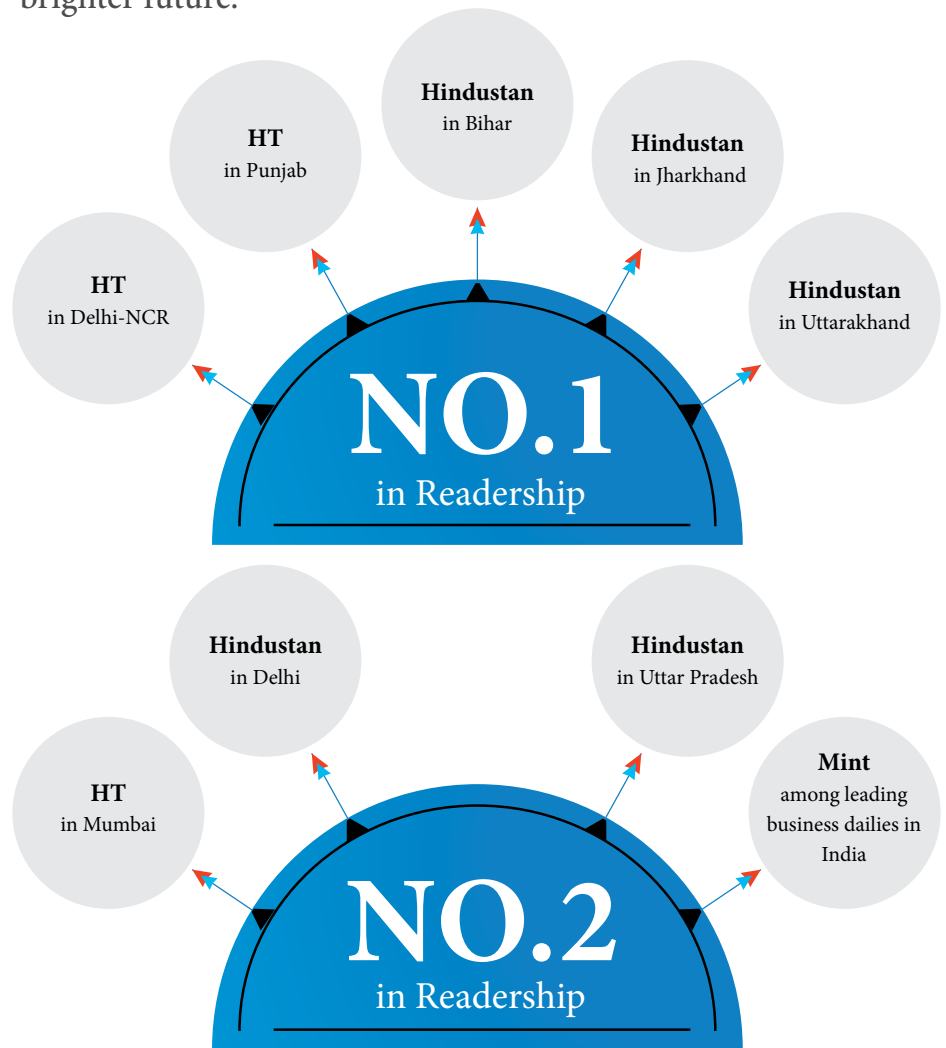 brighter future.
Hindustan
in Bihar
HT
in Punjab
Hindustan
in Jharkhand
HT
in Delhi-NCR
Hindustan
in Uttarakhand
NO.1
in Readership
Hindustan
in Delhi
Hindustan
in Uttar Pradesh
HT
in Mumbai
Mint
among leading
business dailies in
India
NO.2
in Readership